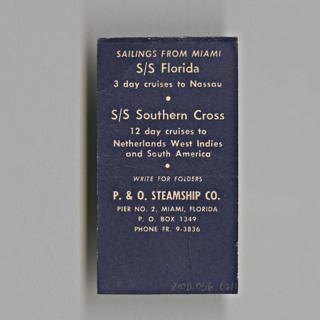 SAILINGS FROM MIAMI
S/S Florida
3 day cruises to Nassau
•
S/S Southern Cross
12 day cruises to
Netherlands West Indies
and South America
•
WRITE FOR FOLDERS
P. & O. STEAMSHIP CO.
PIER NO. 2, MIAMI, FLORIDA
P. O. BOX 1349
PHONE FR. 9-3836